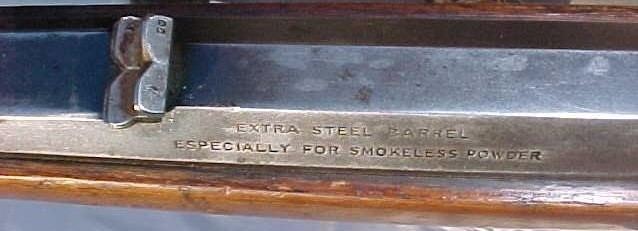 EXTRA STEEL BARREL
ESPECIALLY FOR SMOKELESS POWDER